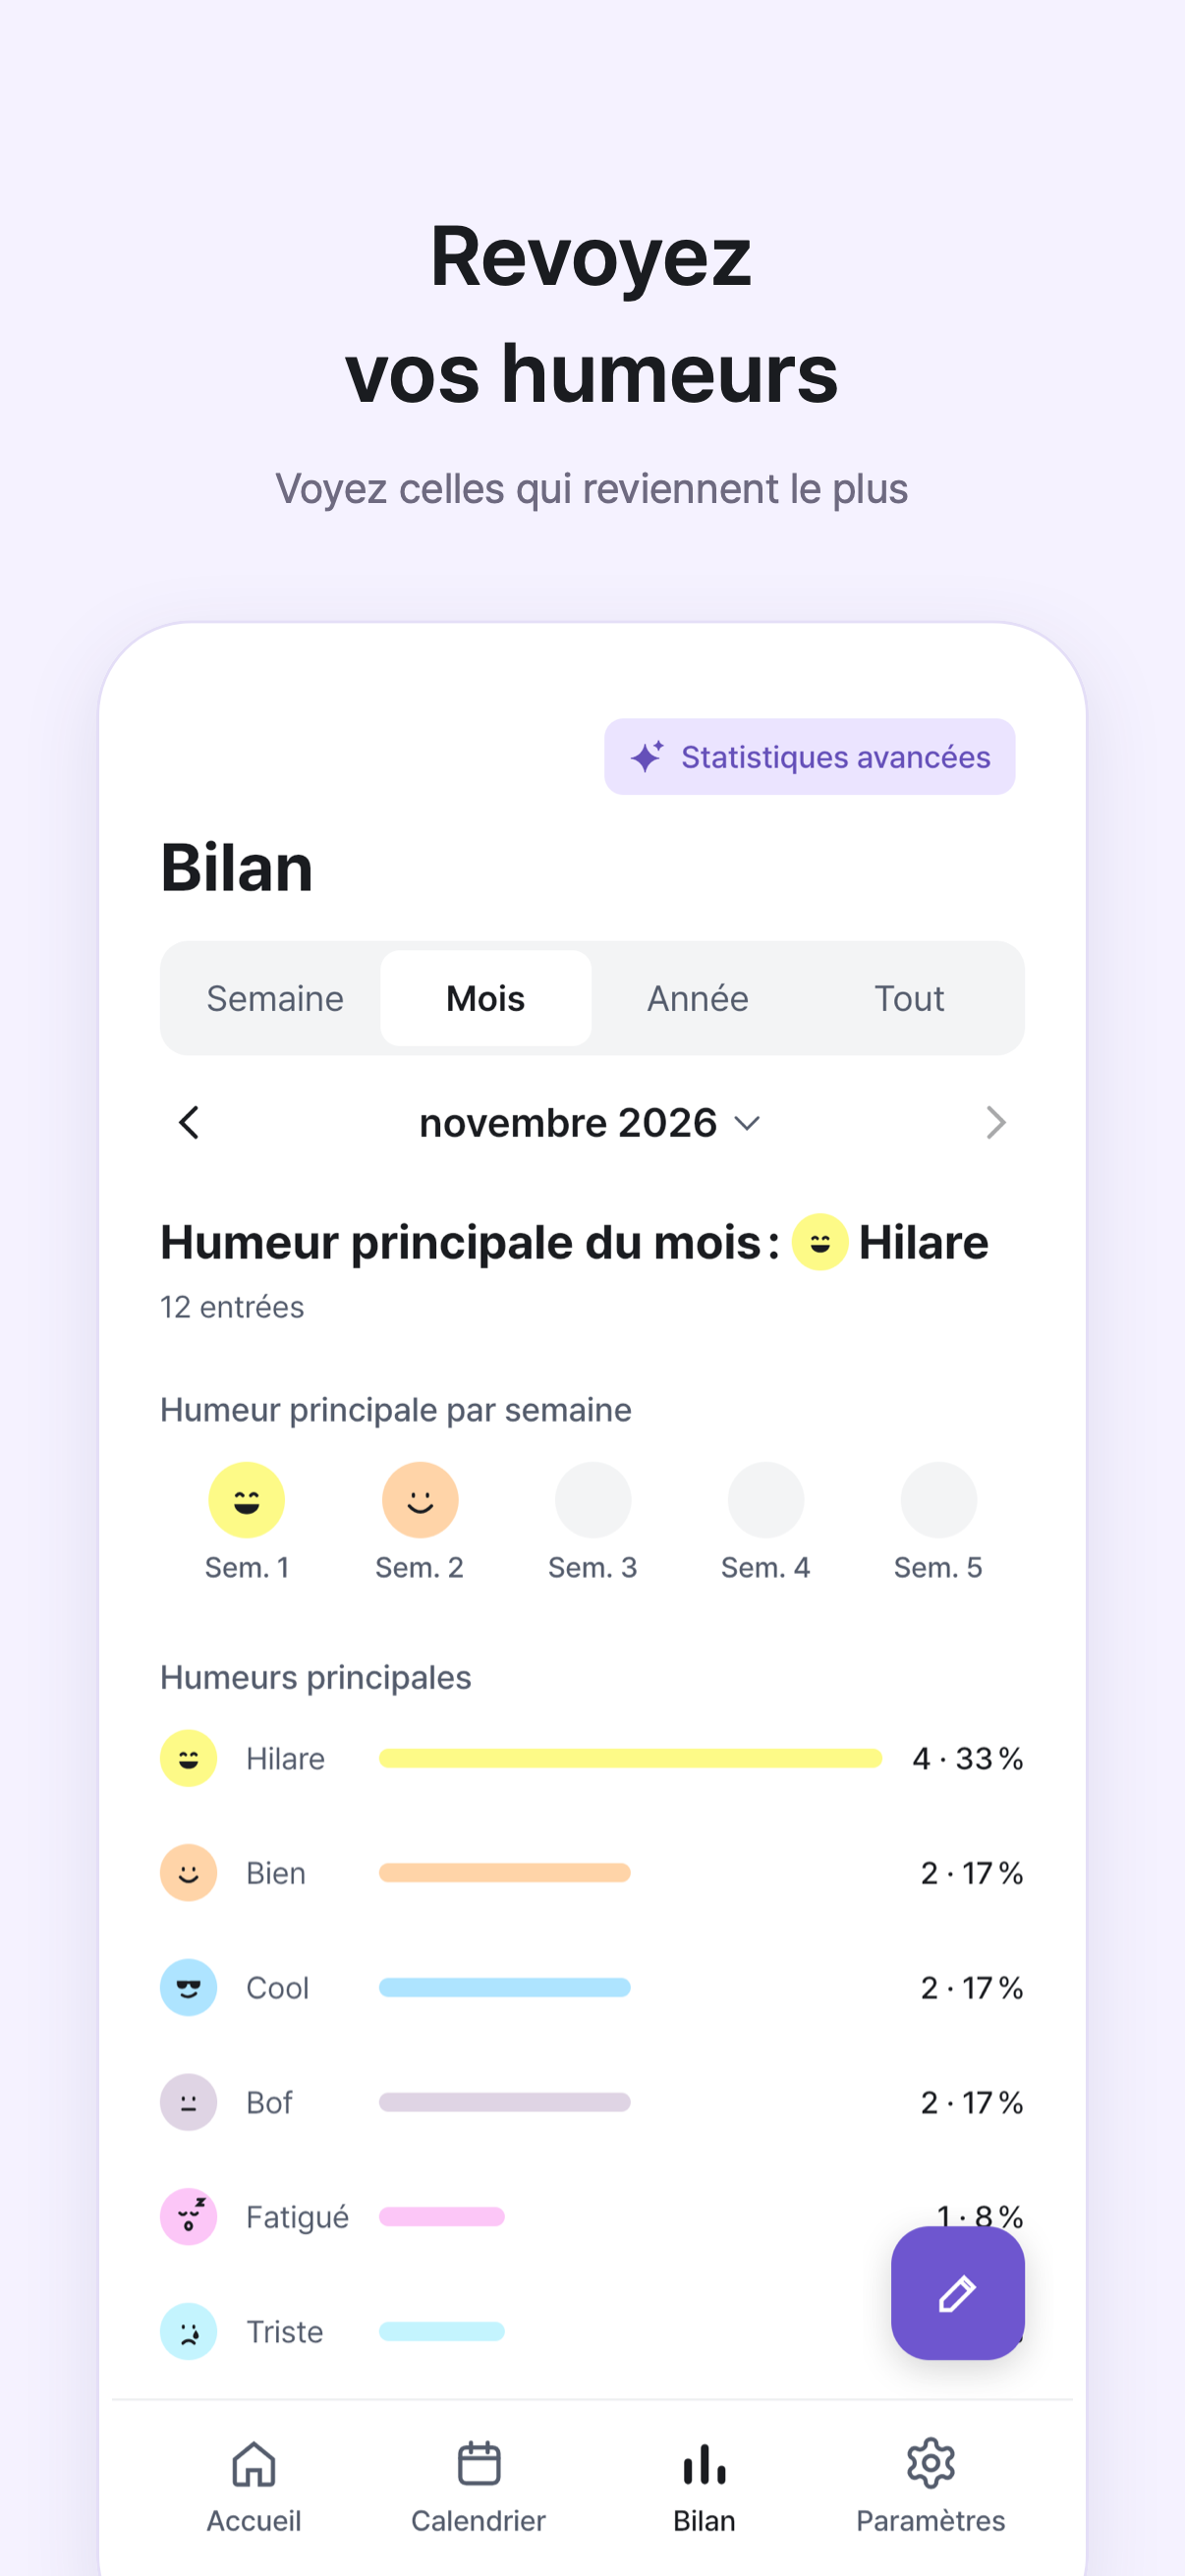 Revoyez
vos humeurs
Voyez celles qui reviennent le plus
Statistiques avancées
Bilan
Semaine Mois Année Tout
novembre 2026
Humeur principale du mois : Hilare
12 entrées
Humeur principale par semaine
Sem. 1 Sem. 2 Sem. 3 Sem. 4 Sem. 5
Humeurs principales
Hilare 4 · 33 %
Bien 2 · 17 %
Cool 2 · 17 %
Bof 2 · 17 %
Fatigué 1 · 8 %
Triste
Accueil Calendrier Bilan Paramètres